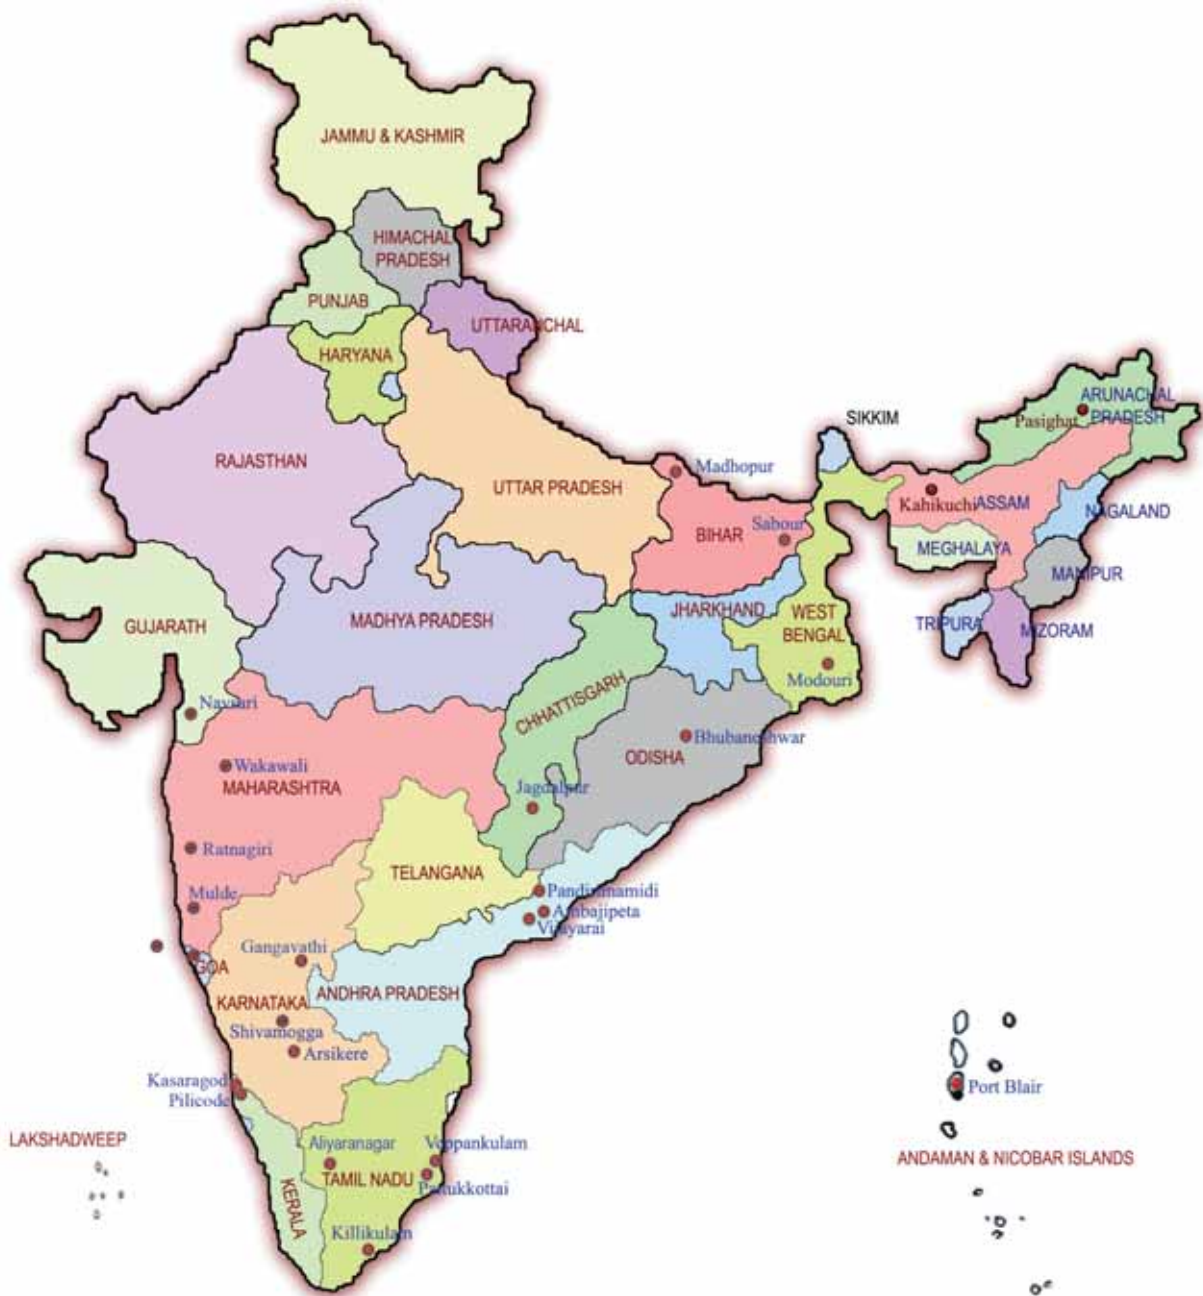 JAMMU & KASHMIR
HIMACHAL
PRADESH
PUNJAB
UTTARANCHAL
HARYANA
ARUNACHAL
PRADESH
Pasighat
SIKKIM
RAJASTHAN
UTTAR PRADESH
Madhopur
Kahikuchi
ASSAM
NAGALAND
BIHAR
Sabour
MEGHALAYA
MANIPUR
GUJARATH
MADHYA PRADESH
JHARKHAND
WEST
BENGAL
TRIPURA
MIZORAM
Modouri
CHHATTISGARH
Navsari
Bhubaneshwar
ODISHA
Wakawali
MAHARASHTRA
Jagdalpur
Ratnagiri
TELANGANA
Mulde
Pandirimamidi
Ambajipeta
Vijayarai
Gangavathi
GOA
KARNATAKA
ANDHRA PRADESH
Shivamogga
Arsikere
Kasaragod
Pilicode
Port Blair
LAKSHADWEEP
Aliyaranagar
Veppankulam
ANDAMAN & NICOBAR ISLANDS
TAMIL NADU
Pattukkottai
KERALA
Killikulam